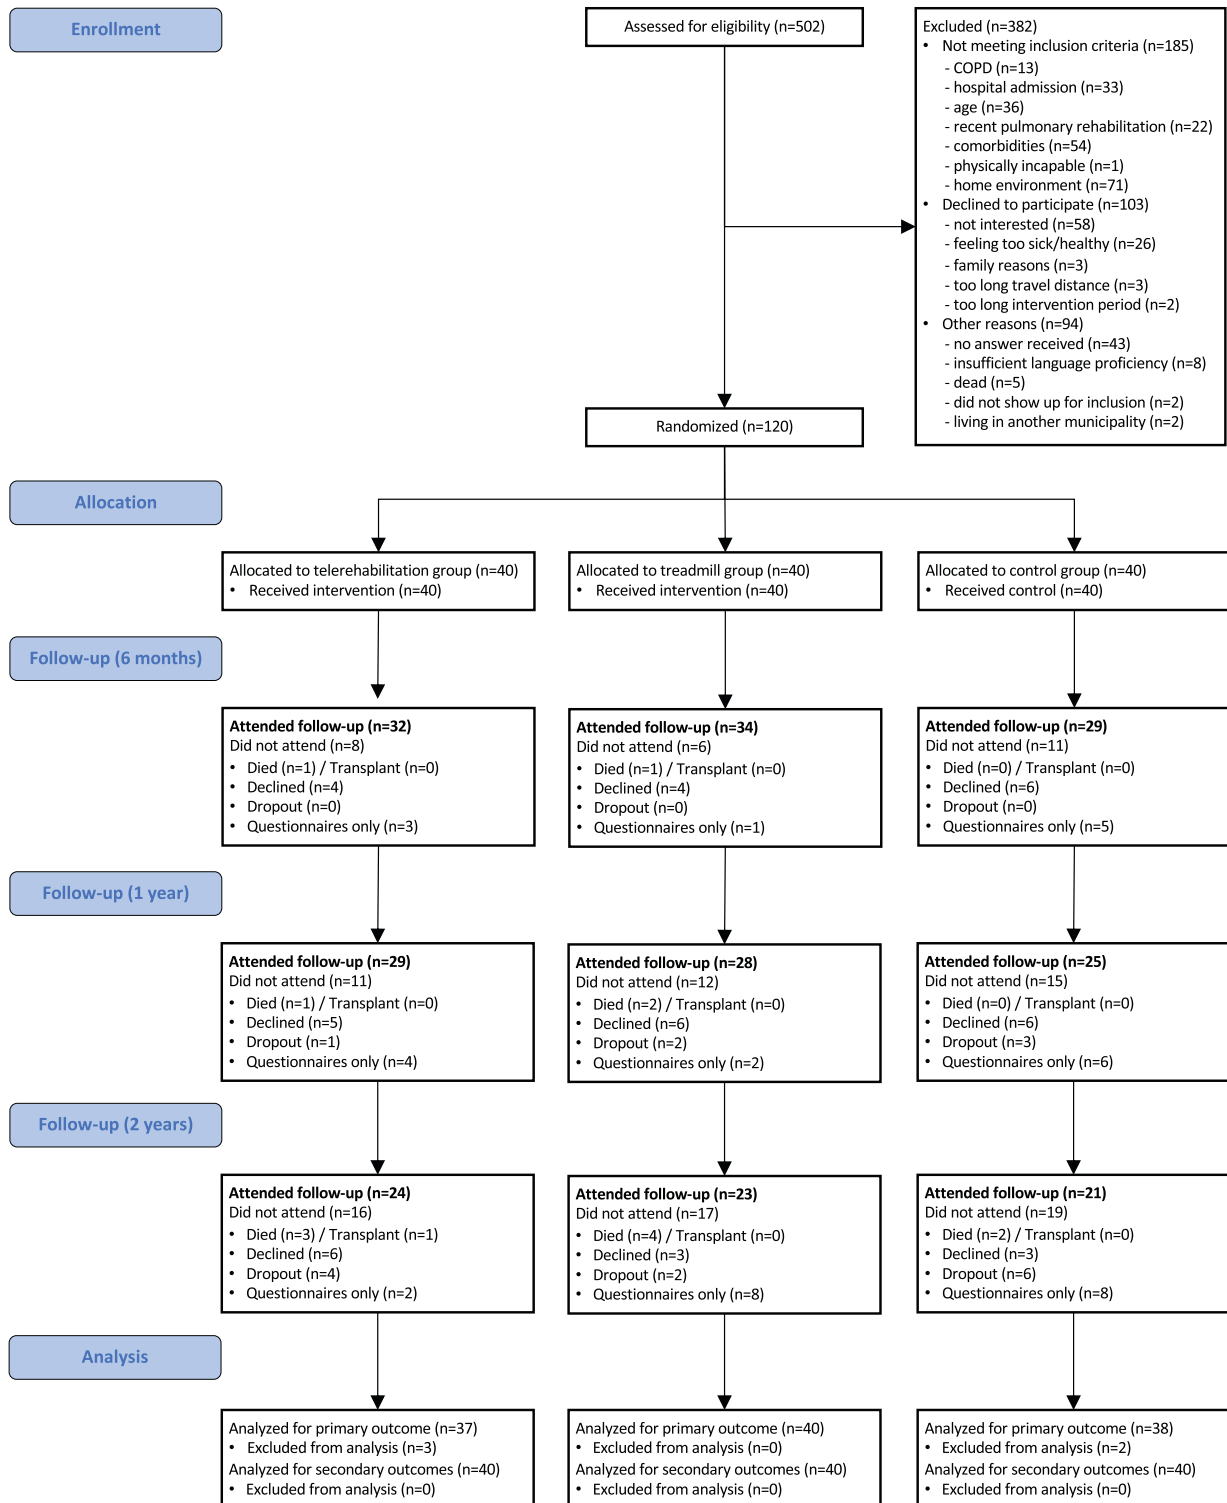 Enrollment
Assessed for eligibility (n=502)
Excluded (n=382)
• Not meeting inclusion criteria (n=185)
- COPD (n=13)
- hospital admission (n=33)
- age (n=36)
- recent pulmonary rehabilitation (n=22)
- comorbidities (n=54)
- physically incapable (n=1)
- home environment (n=71)
• Declined to participate (n=103)
- not interested (n=58)
- feeling too sick/healthy (n=26)
- family reasons (n=3)
- too long travel distance (n=3)
- too long intervention period (n=2)
• Other reasons (n=94)
- no answer received (n=43)
- insufficient language proficiency (n=8)
- dead (n=5)
- did not show up for inclusion (n=2)
- living in another municipality (n=2)
Randomized (n=120)
Allocation
Allocated to telerehabilitation group (n=40)
• Received intervention (n=40)
Allocated to treadmill group (n=40)
• Received intervention (n=40)
Allocated to control group (n=40)
• Received control (n=40)
Follow-up (6 months)
Attended follow-up (n=32)
Did not attend (n=8)
• Died (n=1) / Transplant (n=0)
• Declined (n=4)
• Dropout (n=0)
• Questionnaires only (n=3)
Attended follow-up (n=34)
Did not attend (n=6)
• Died (n=1) / Transplant (n=0)
• Declined (n=4)
• Dropout (n=0)
• Questionnaires only (n=1)
Attended follow-up (n=29)
Did not attend (n=11)
• Died (n=0) / Transplant (n=0)
• Declined (n=6)
• Dropout (n=0)
• Questionnaires only (n=5)
Follow-up (1 year)
Attended follow-up (n=29)
Did not attend (n=11)
• Died (n=1) / Transplant (n=0)
• Declined (n=5)
• Dropout (n=1)
• Questionnaires only (n=4)
Attended follow-up (n=28)
Did not attend (n=12)
• Died (n=2) / Transplant (n=0)
• Declined (n=6)
• Dropout (n=2)
• Questionnaires only (n=2)
Attended follow-up (n=25)
Did not attend (n=15)
• Died (n=0) / Transplant (n=0)
• Declined (n=6)
• Dropout (n=3)
• Questionnaires only (n=6)
Follow-up (2 years)
Attended follow-up (n=24)
Did not attend (n=16)
• Died (n=3) / Transplant (n=1)
• Declined (n=6)
• Dropout (n=4)
• Questionnaires only (n=2)
Attended follow-up (n=23)
Did not attend (n=17)
• Died (n=4) / Transplant (n=0)
• Declined (n=3)
• Dropout (n=2)
• Questionnaires only (n=8)
Attended follow-up (n=21)
Did not attend (n=19)
• Died (n=2) / Transplant (n=0)
• Declined (n=3)
• Dropout (n=6)
• Questionnaires only (n=8)
Analysis
Analyzed for primary outcome (n=37)
• Excluded from analysis (n=3)
Analyzed for secondary outcomes (n=40)
• Excluded from analysis (n=0)
Analyzed for primary outcome (n=40)
• Excluded from analysis (n=0)
Analyzed for secondary outcomes (n=40)
• Excluded from analysis (n=0)
Analyzed for primary outcome (n=38)
• Excluded from analysis (n=2)
Analyzed for secondary outcomes (n=40)
• Excluded from analysis (n=0)